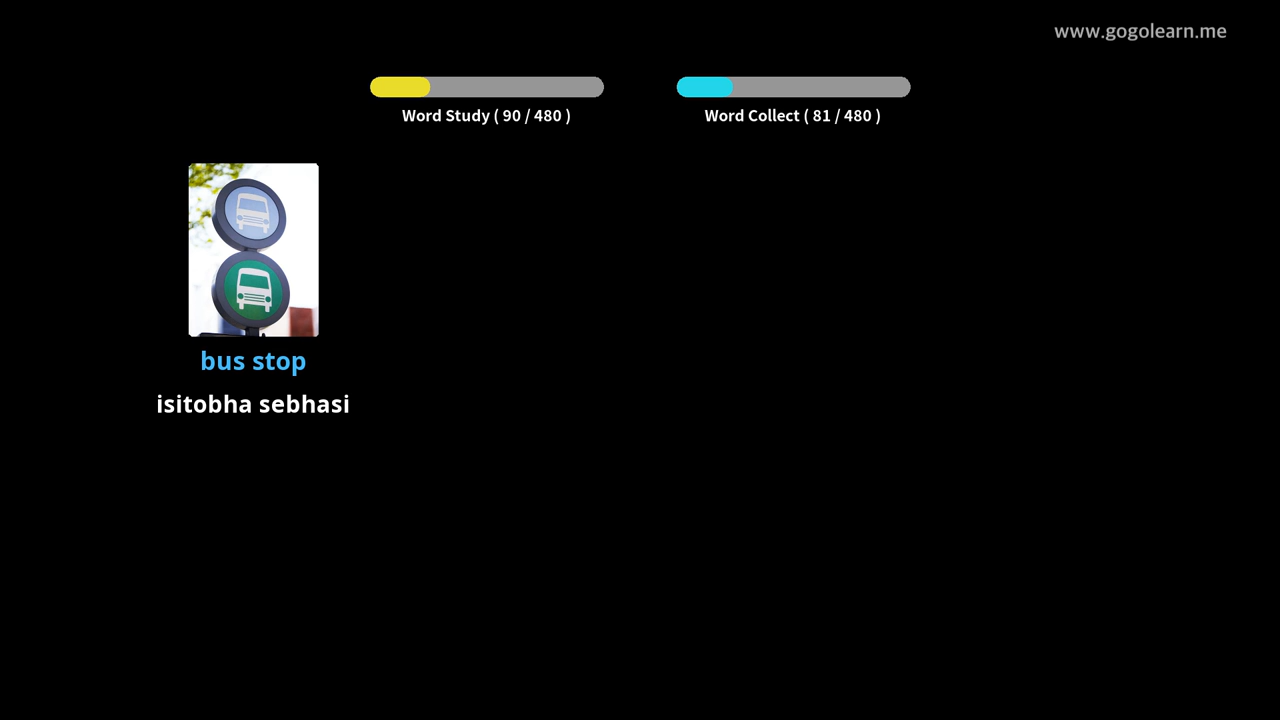 www.gogolearn.me
Word Study ( 90 / 480 )
Word Collect ( 81 / 480 )
bus stop
isitobha sebhasi